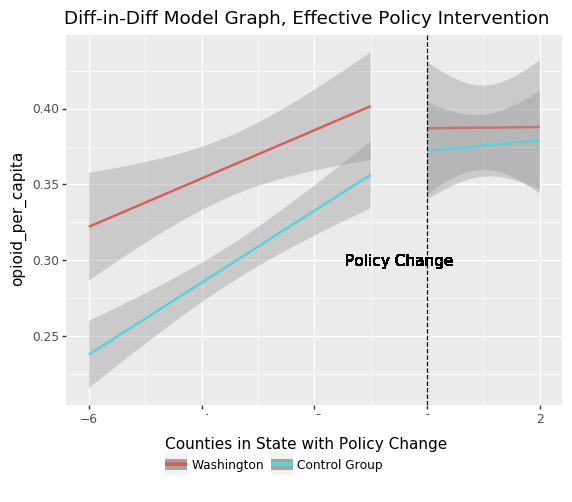 Diff-in-Diff Model Graph, Effective Policy Intervention
opioid_per_capita
0.40
0.35
0.30
0.25
Policy Change
−6
2
Counties in State with Policy Change
Washington
Control Group